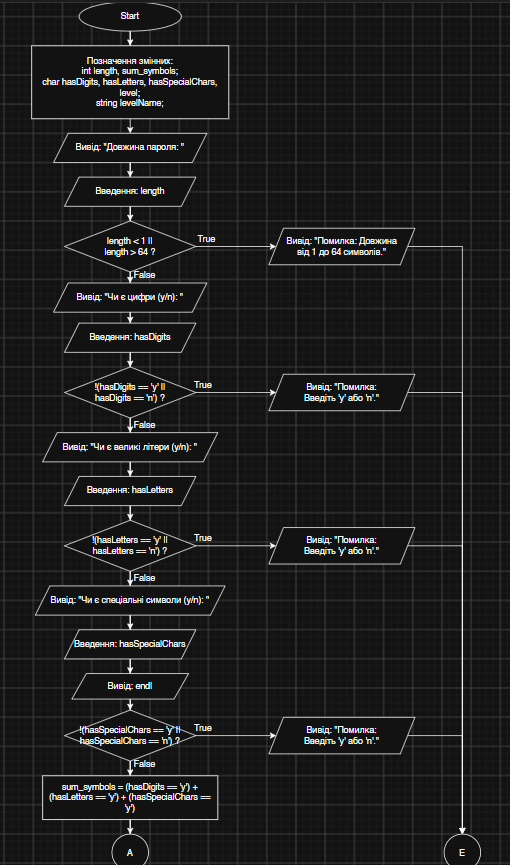 Start
Позначення змінних:
int length, sum_symbols;
char hasDigits, hasLetters, hasSpecialChars,
level;
string levelName;
Вивід: "Довжина пароля: "
Введення: length
length < 1 ||
length > 64 ?
True
Вивід: "Помилка: Довжина
від 1 до 64 символів."
False
Вивід: "Чи є цифри (y/n): "
Введення: hasDigits
!(hasDigits == 'y' ||
hasDigits == 'n') ?
True
Вивід: "Помилка:
Введіть 'y' або 'n'."
False
Вивід: "Чи є великі літери (y/n): "
Введення: hasLetters
!(hasLetters == 'y' ||
hasLetters == 'n') ?
True
Вивід: "Помилка:
Введіть 'y' або 'n'."
False
Вивід: "Чи є спеціальні символи (y/n): "
Введення: hasSpecialChars
Вивід: endl
!(hasSpecialChars == 'y' ||
hasSpecialChars == 'n') ?
True
Вивід: "Помилка:
Введіть 'y' або 'n'."
False
sum_symbols = (hasDigits == 'y') +
(hasLetters == 'y') + (hasSpecialChars ==
'y')
A
E